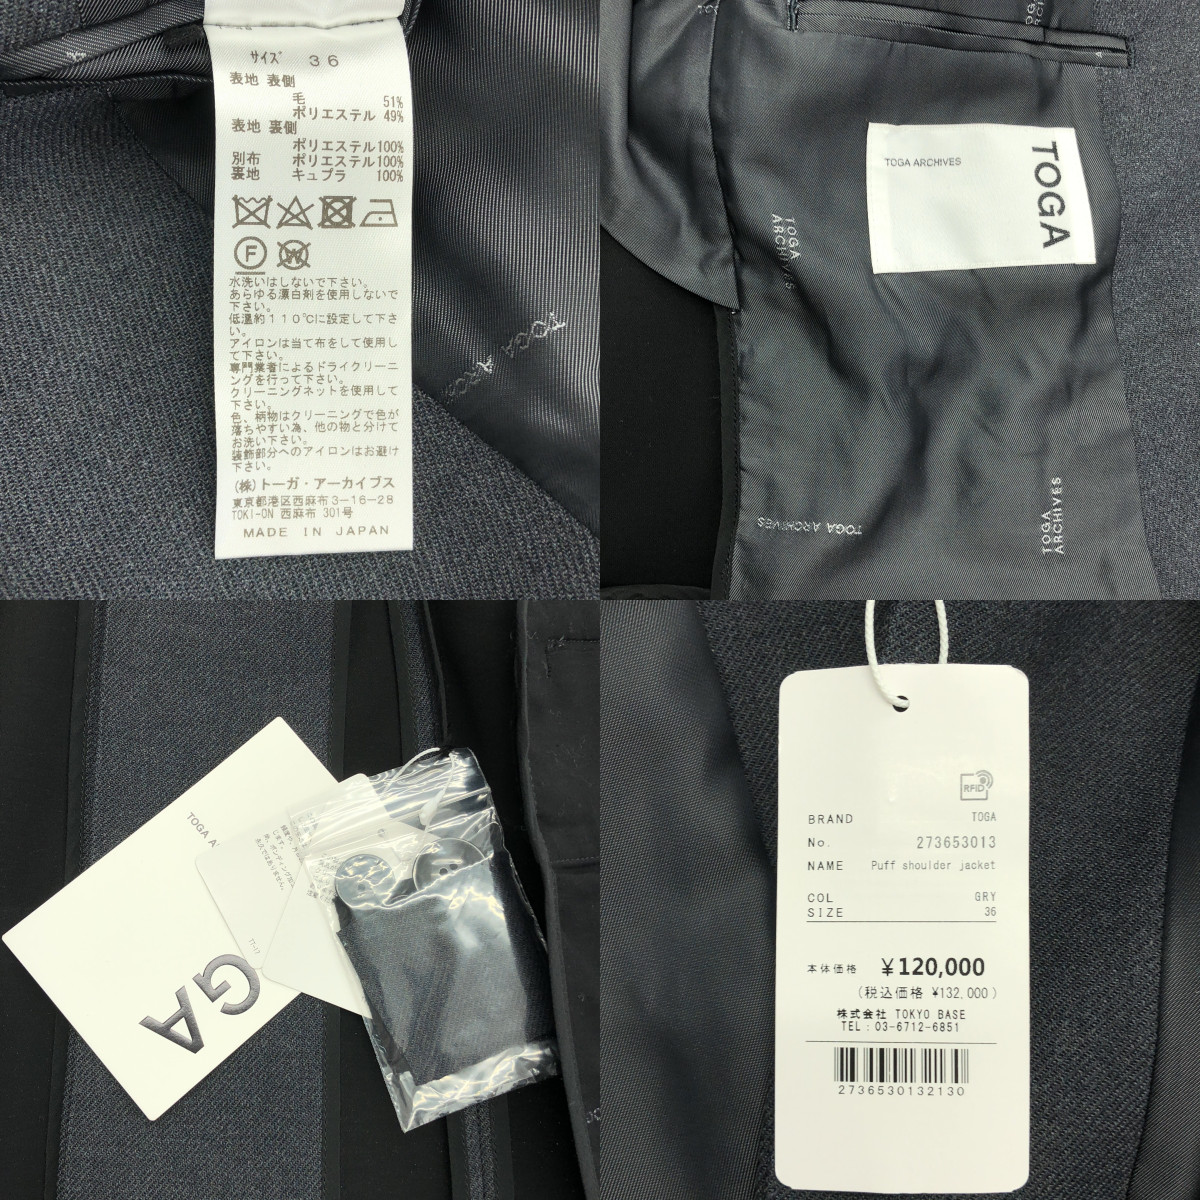 サイズ 36
表地 表側
毛 51%
ポリエステル 49%
表地 裏側
ポリエステル100%
別布 ポリエステル100%
裏地 キュプラ 100%
F
W
水洗いはしないで下さい。
あらゆる漂白剤を使用しないで
下さい。
低温約110℃に設定して下さ
い。
アイロンは当て布をして使用し
て下さい。
専門業者によるドライクリーニ
ングを行って下さい。
クリーニングネットを使用して
下さい。
色、柄物はクリーニングで色が
落ちやすい為、他の物と分けて
お洗い下さい。
装飾部分へのアイロンはお避け
下さい。
(株)トーガ・アーカイブス
東京都港区西麻布3-16-28
TOKI-ON 西麻布 301号
MADE IN JAPAN
TOGA ARCHIVES
TOGA
TOGA
ARCHIVES
TOGA ARCHIVES
TOGA
ARCHIVES
TOGA
GA
TT-17
RFID
BRAND TOGA
No. 273653013
NAME Puff shoulder jacket
COL GRY
SIZE 36
本体価格 ¥120,000
(税込価格 ¥132,000)
株式会社 TOKYO BASE
TEL:03-6712-6851
2736530132130